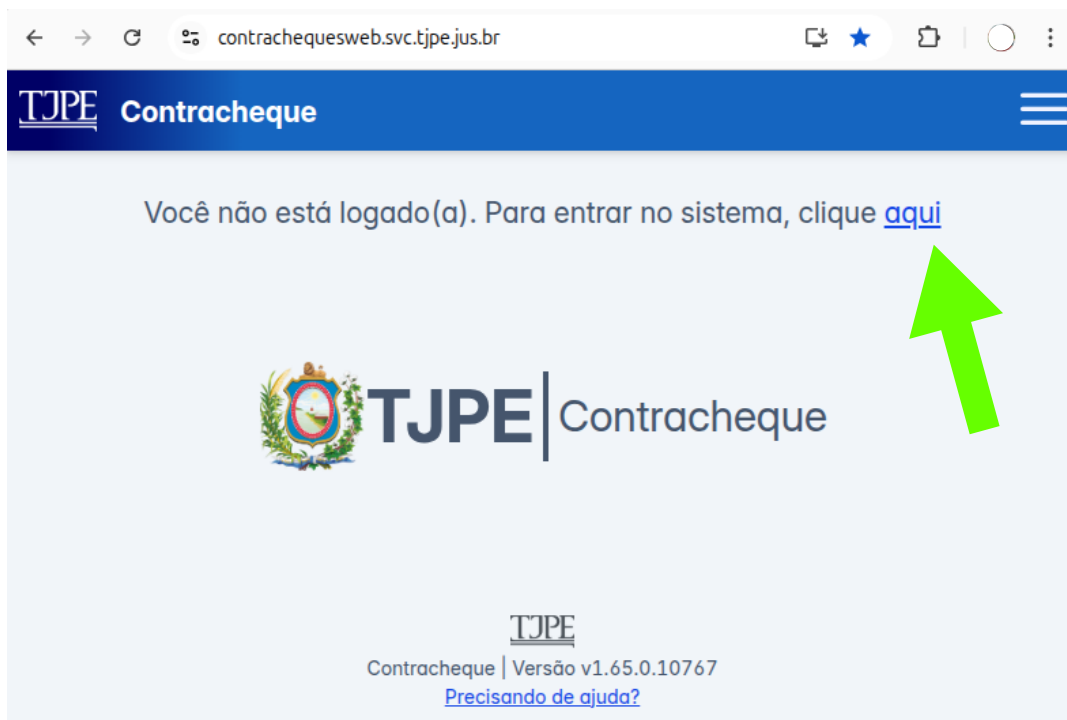 contrachequesweb.svc.tjpe.jus.br
TJPE Contracheque
Você não está logado(a). Para entrar no sistema, clique aqui
TJPE Contracheque
TJPE
Contracheque | Versão v1.65.0.10767
Precisando de ajuda?